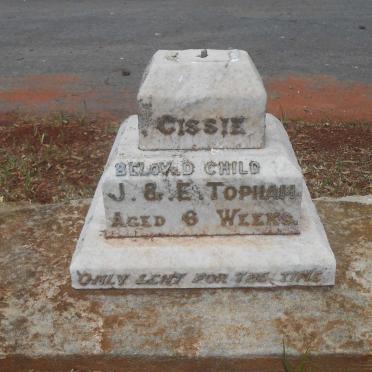 CISSIE
BELOVED CHILD
J. & E. TOPHAM
AGED 6 WEEKS
ONLY LENT FOR THE TIME